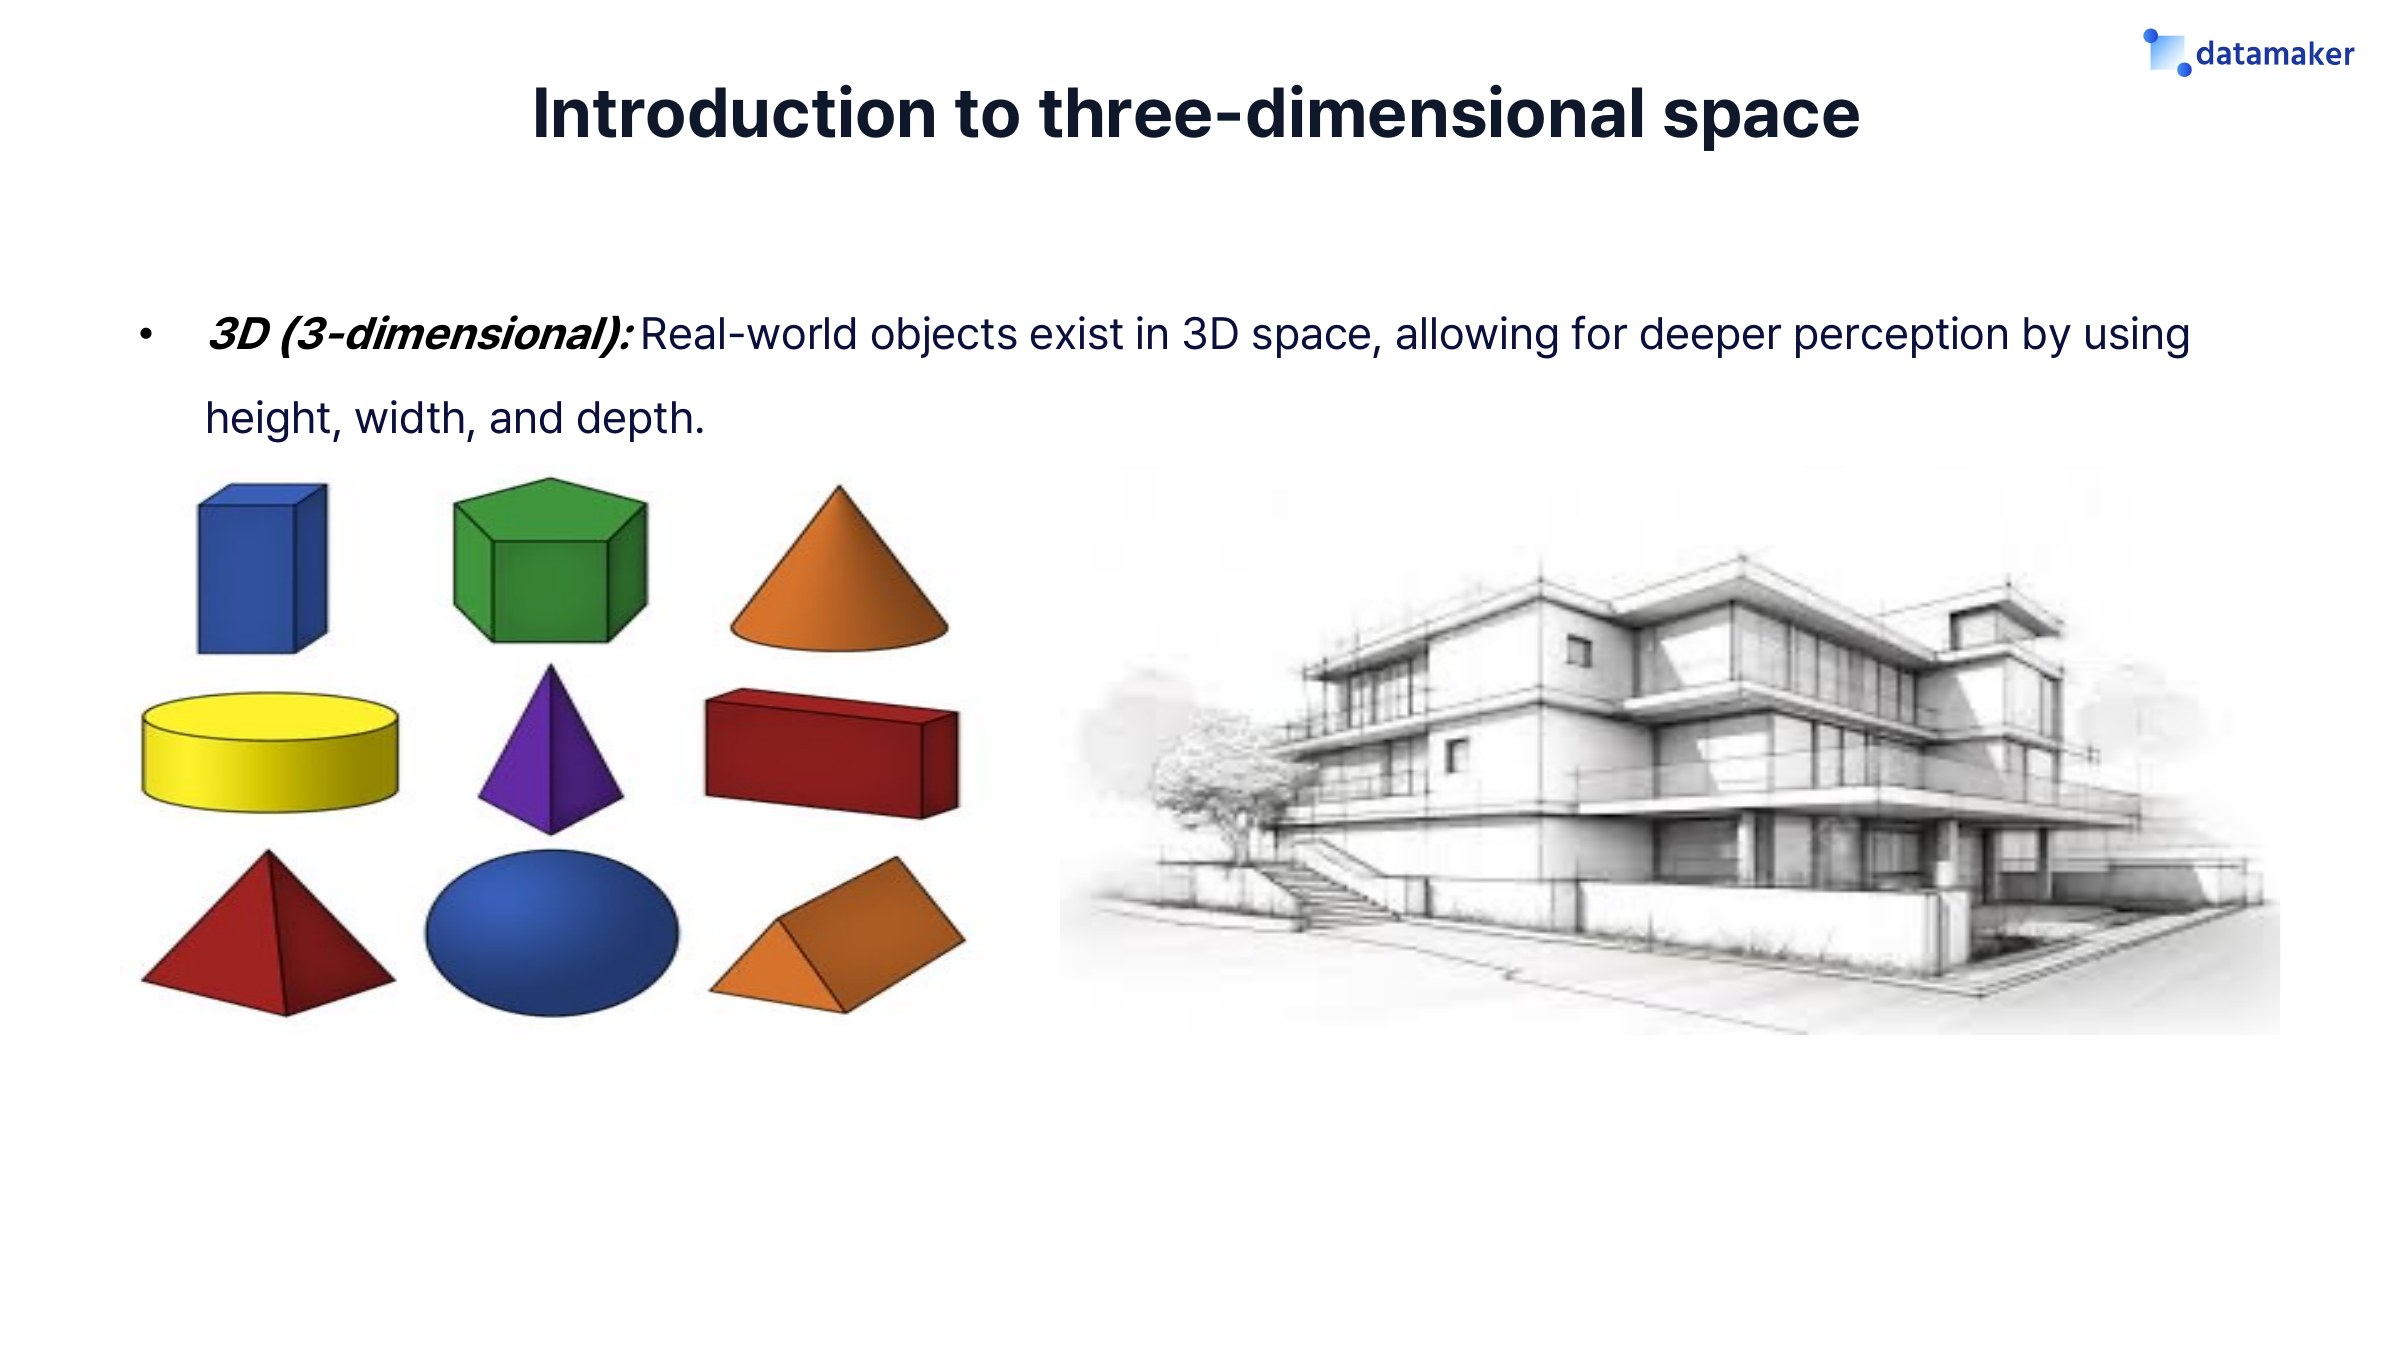 datamaker
Introduction to three-dimensional space
• 3D (3-dimensional): Real-world objects exist in 3D space, allowing for deeper perception by using
height, width, and depth.